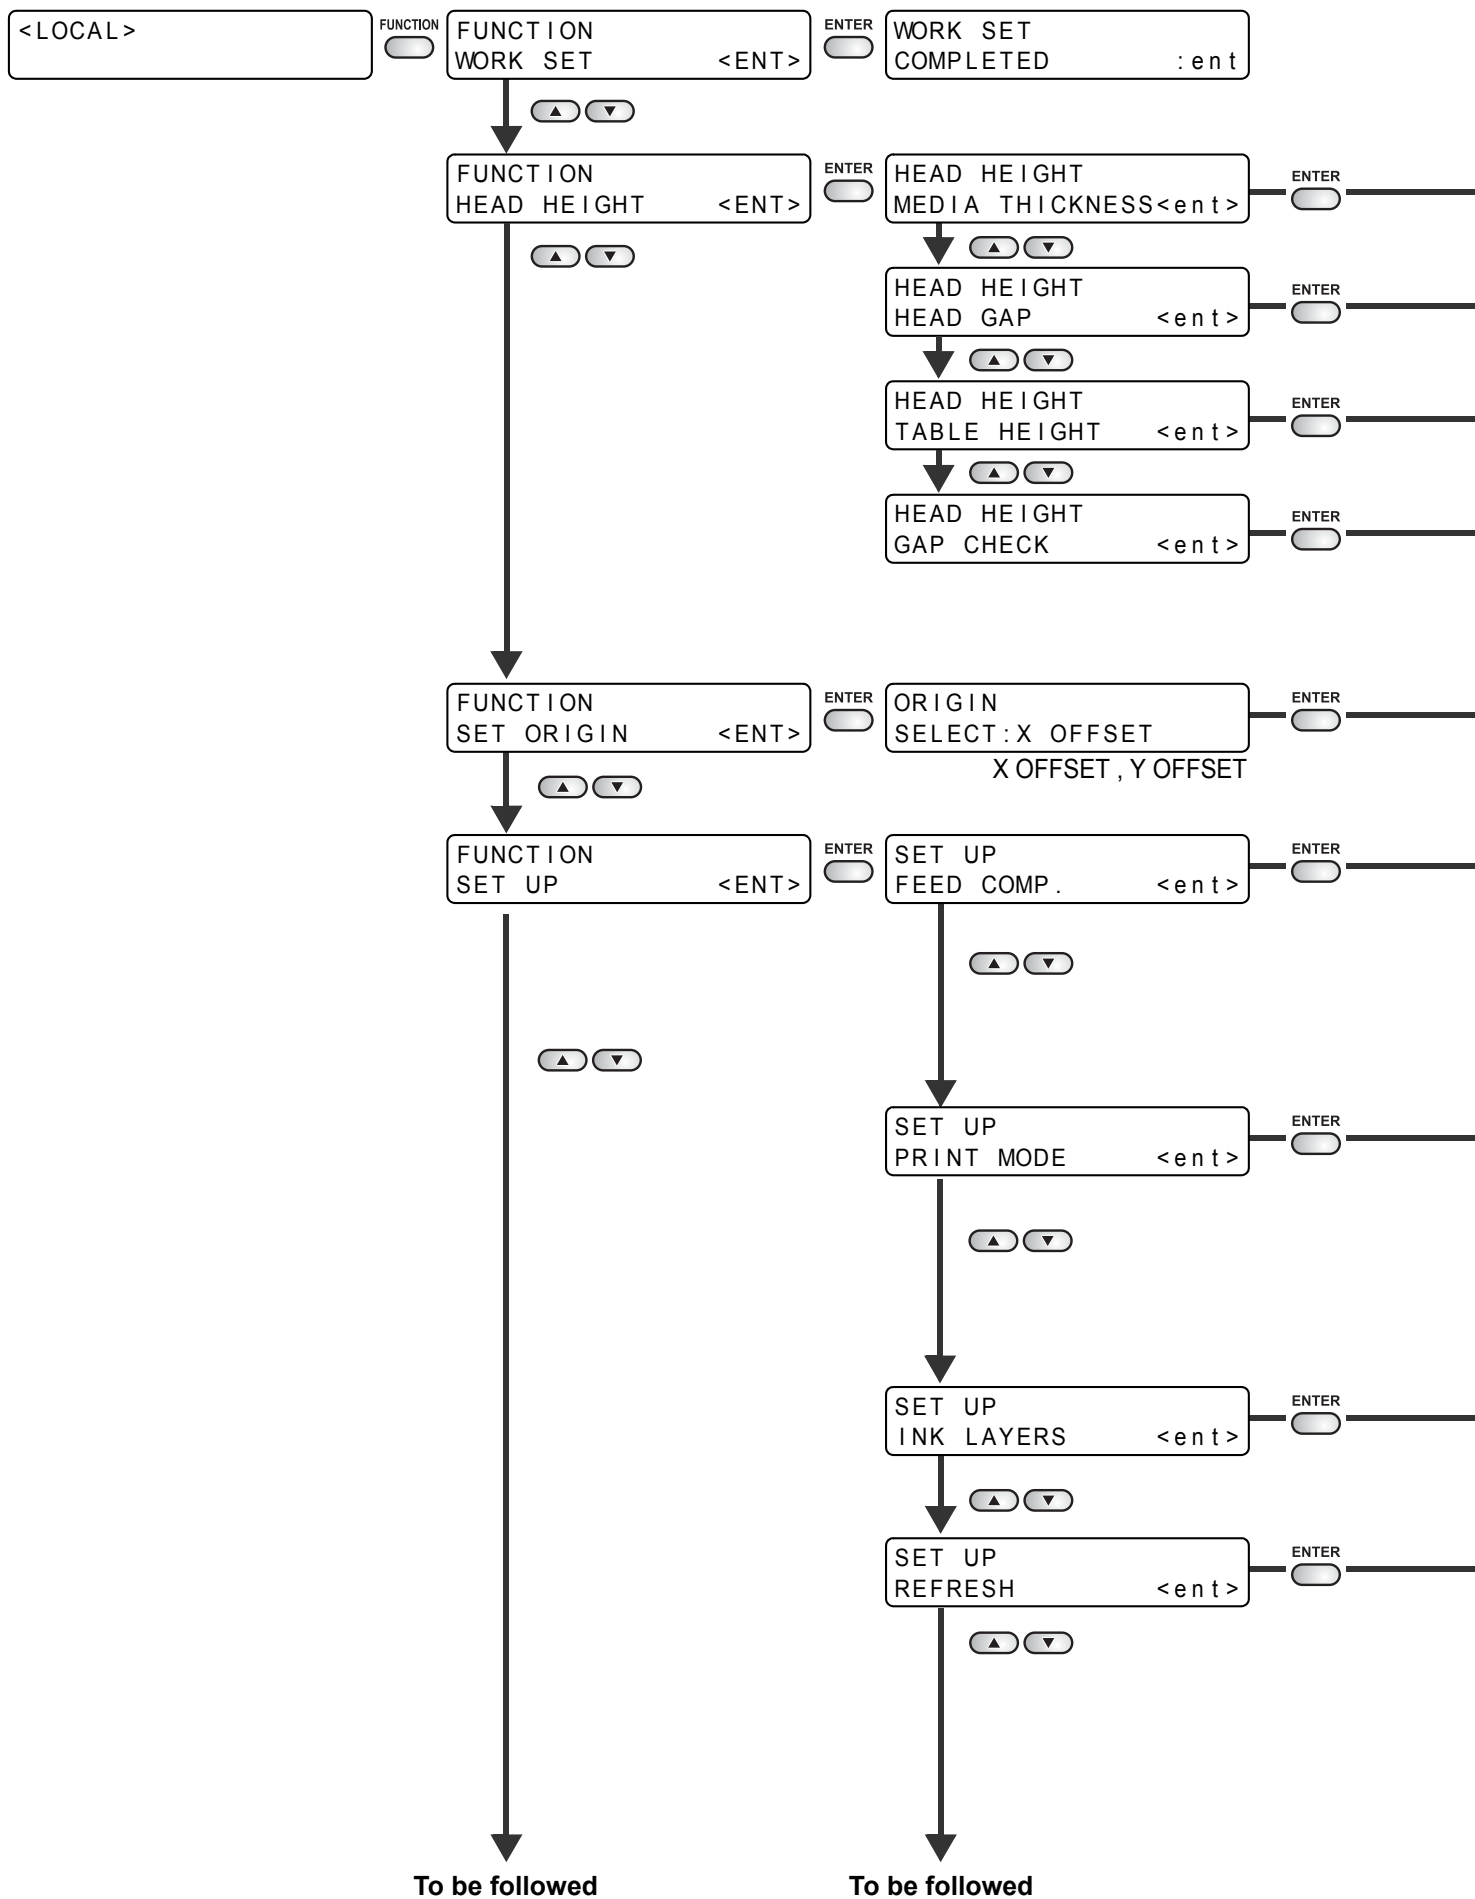 <LOCAL>
FUNCTION
FUNCTION
WORK SET <ENT>
ENTER
WORK SET
COMPLETED :ent
FUNCTION
HEAD HEIGHT <ENT>
ENTER
HEAD HEIGHT
MEDIA THICKNESS<ent>
ENTER
HEAD HEIGHT
HEAD GAP <ent>
ENTER
HEAD HEIGHT
TABLE HEIGHT <ent>
ENTER
HEAD HEIGHT
GAP CHECK <ent>
ENTER
FUNCTION
SET ORIGIN <ENT>
ENTER
ORIGIN
SELECT:X OFFSET
ENTER
X OFFSET , Y OFFSET
FUNCTION
SET UP <ENT>
ENTER
SET UP
FEED COMP. <ent>
ENTER
SET UP
PRINT MODE <ent>
ENTER
SET UP
INK LAYERS <ent>
ENTER
SET UP
REFRESH <ent>
ENTER
To be followed
To be followed